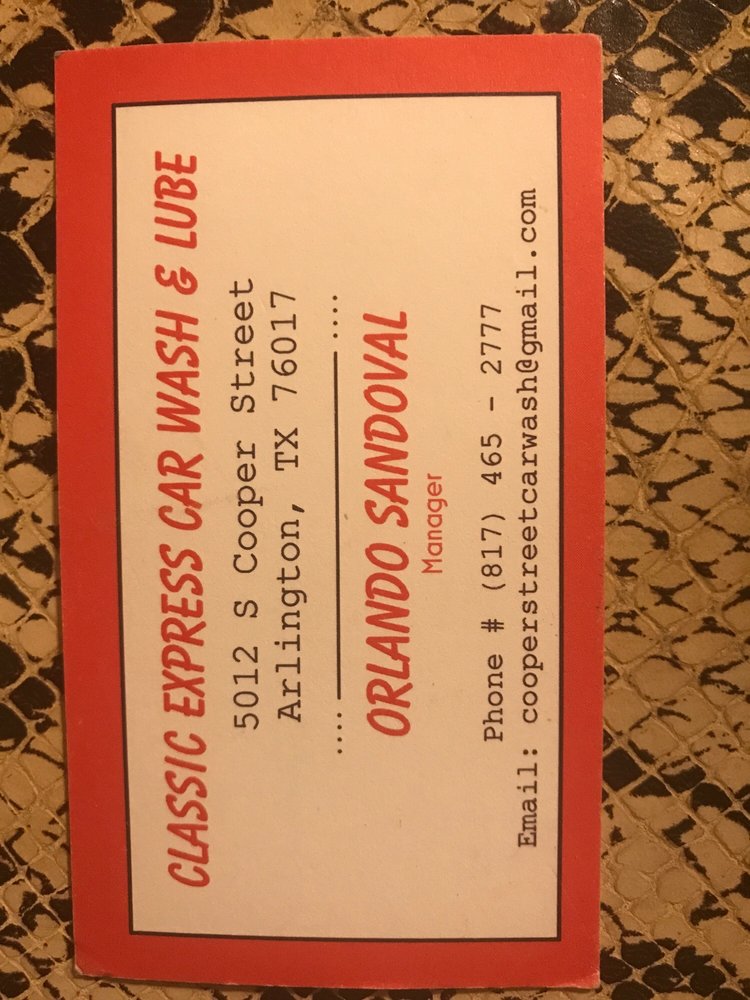 CLASSIC EXPRESS CAR WASH & LUBE
5012 S Cooper Street
Arlington, TX 76017
ORLANDO SANDOVAL
Manager
Phone # (817) 465 - 2777
Email: cooperstreetcarwash@gmail.com